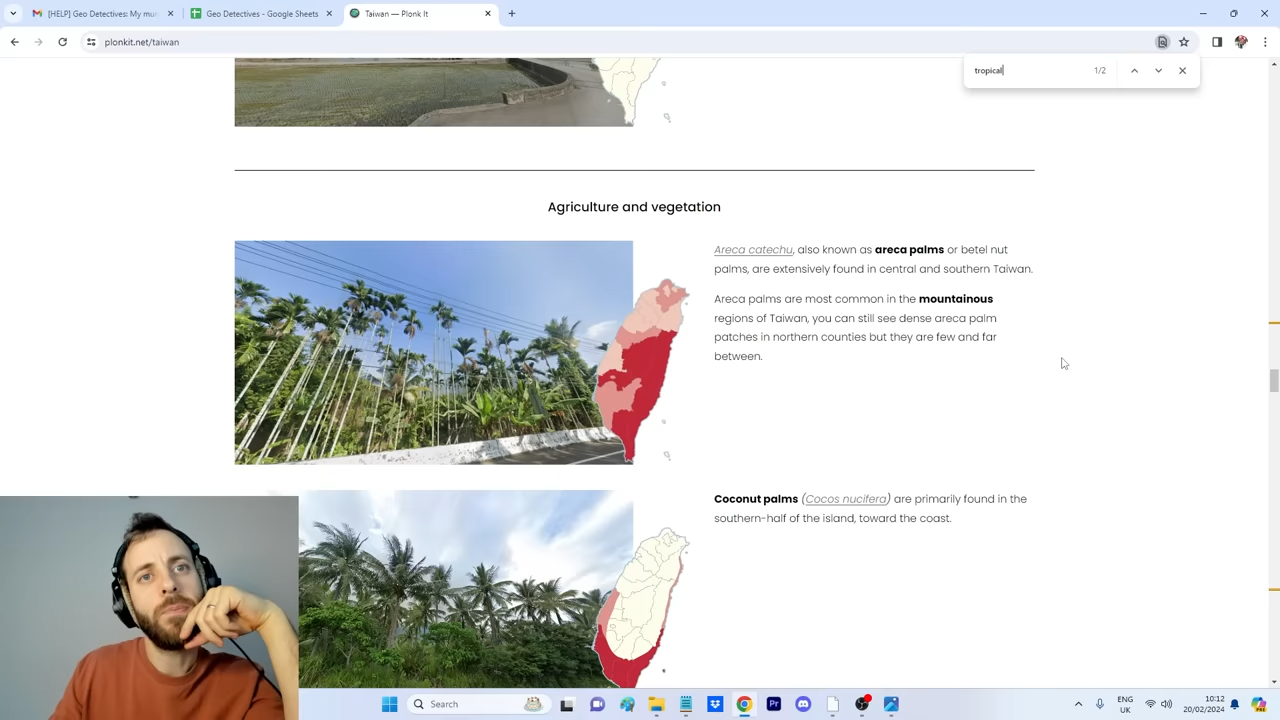 [HELP] Geo Detectives: My mun
Geo Detectives - Google Sheets
Taiwan — Plonk It
plonkit.net/taiwan
tropical
1/2
Agriculture and vegetation
Areca catechu, also known as areca palms or betel nut
palms, are extensively found in central and southern Taiwan.
Areca palms are most common in the mountainous
regions of Taiwan, you can still see dense areca palm
patches in northern counties but they are few and far
between.
Coconut palms (Cocos nucifera) are primarily found in the
southern-half of the island, toward the coast.
Search
ENG
UK
10:12
20/02/2024